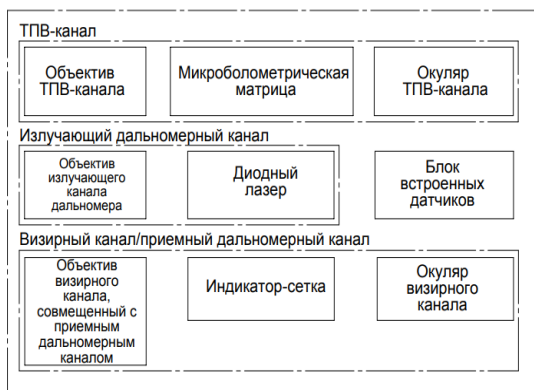 ТПВ-канал
Объектив
ТПВ-канала
Микроболометрическая
матрица
Окуляр
ТПВ-канала
Излучающий дальномерный канал
Объектив
излучающего
канала
дальномера
Диодный
лазер
Блок
встроенных
датчиков
Визирный канал/приемный дальномерный канал
Объектив
визирного
канала,
совмещенный с
приемным
дальномерным
каналом
Индикатор-сетка
Окуляр
визирного
канала